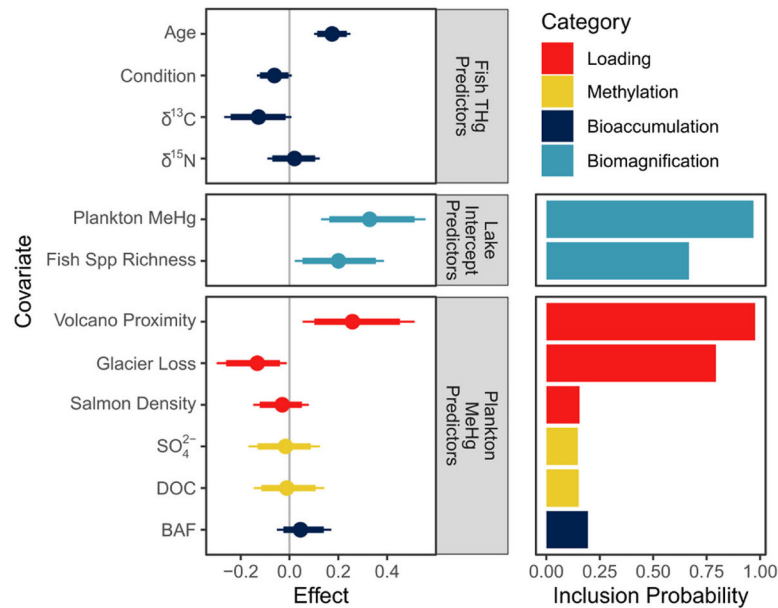 Category
Loading
Methylation
Bioaccumulation
Biomagnification
Covariate
Age
Condition
δ¹³C
δ¹⁵N
Fish THg
Predictors
Plankton MeHg
Fish Spp Richness
Lake
Intercept
Predictors
Volcano Proximity
Glacier Loss
Salmon Density
SO₄²⁻
DOC
BAF
Plankton
MeHg
Predictors
−0.2 0.0 0.2 0.4
Effect
0.00 0.25 0.50 0.75 1.00
Inclusion Probability